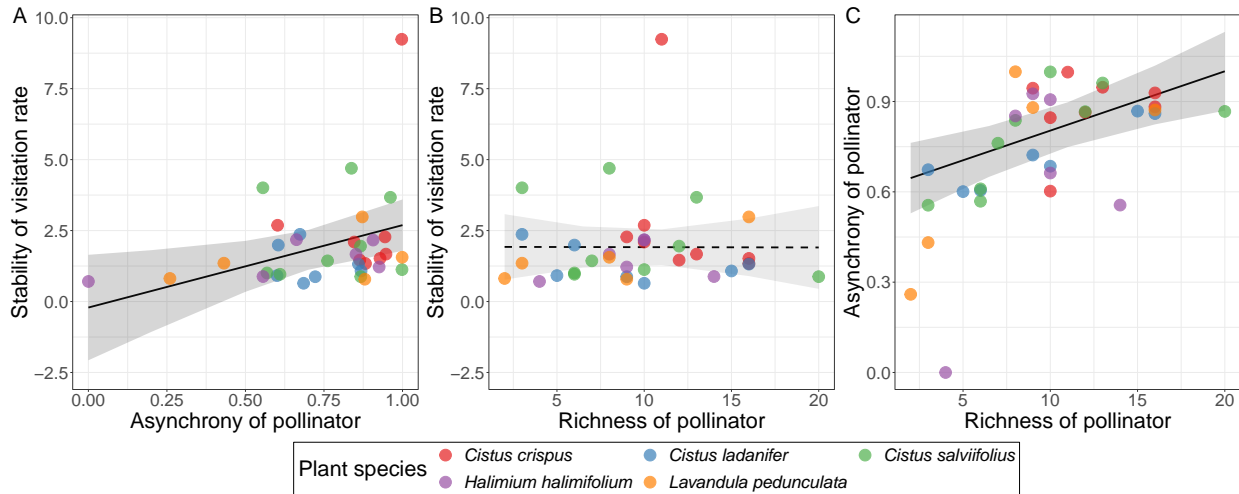 A
B
C
Stability of visitation rate
10.0
7.5
5.0
2.5
0.0
−2.5
0.00
0.25
0.50
0.75
1.00
Asynchrony of pollinator
Stability of visitation rate
10.0
7.5
5.0
2.5
0.0
−2.5
5
10
15
20
Richness of pollinator
Asynchrony of pollinator
0.9
0.6
0.3
0.0
5
10
15
20
Richness of pollinator
Plant species
Cistus crispus
Cistus ladanifer
Cistus salviifolius
Halimium halimifolium
Lavandula pedunculata